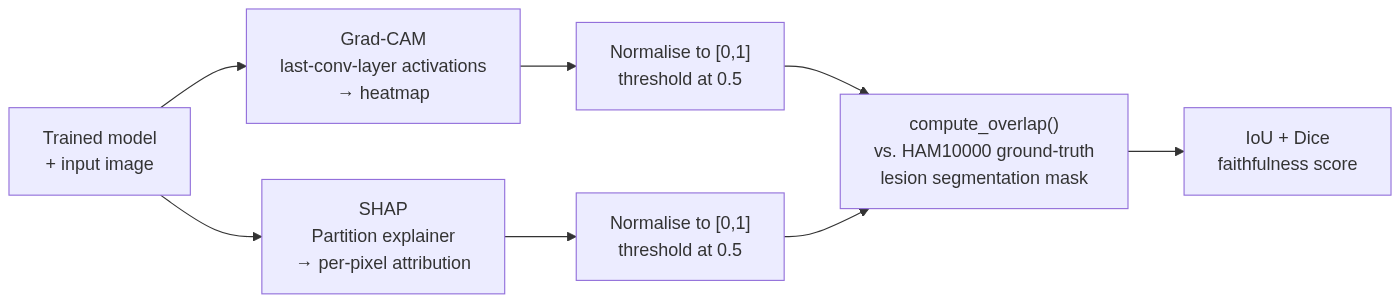 Trained model
+ input image
Grad-CAM
last-conv-layer activations
→ heatmap
Normalise to [0,1]
threshold at 0.5
SHAP
Partition explainer
→ per-pixel attribution
Normalise to [0,1]
threshold at 0.5
compute_overlap()
vs. HAM10000 ground-truth
lesion segmentation mask
IoU + Dice
faithfulness score